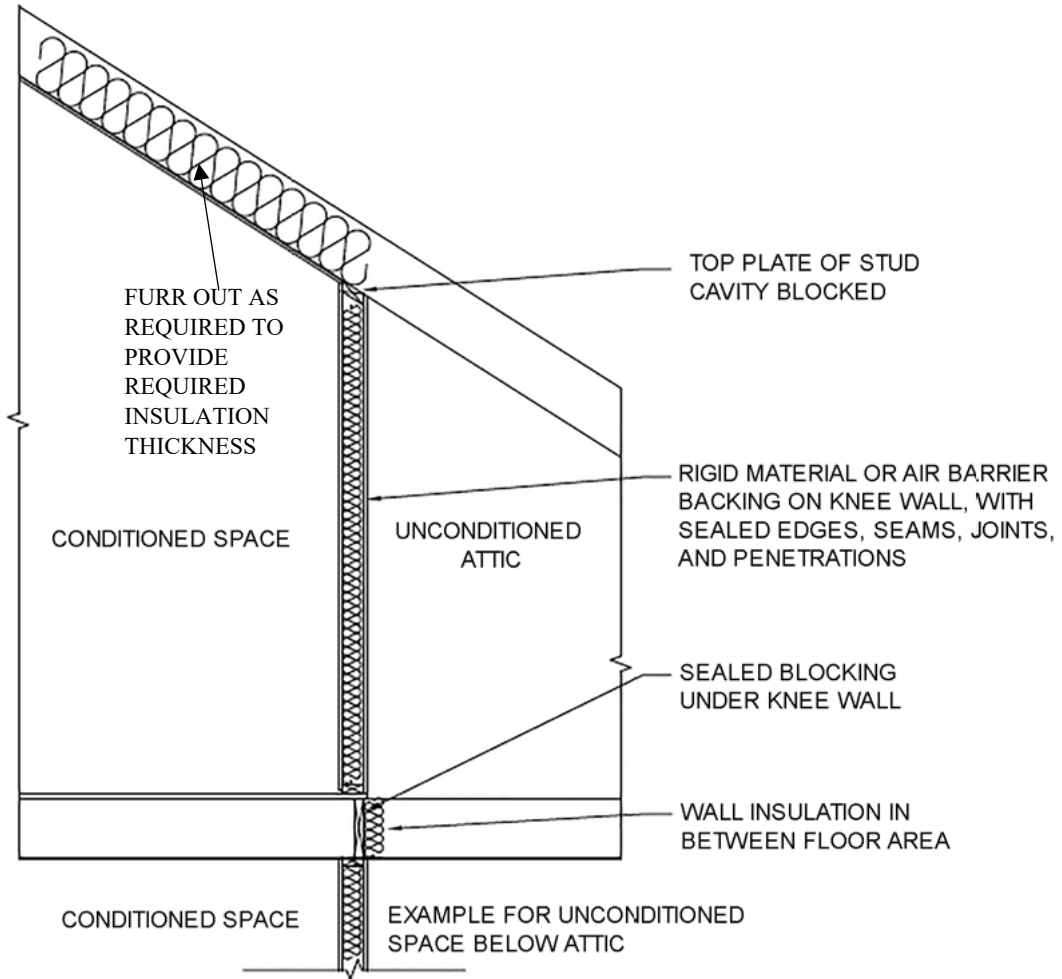 TOP PLATE OF STUD
CAVITY BLOCKED
FURR OUT AS
REQUIRED TO
PROVIDE
REQUIRED
INSULATION
THICKNESS
RIGID MATERIAL OR AIR BARRIER
BACKING ON KNEE WALL, WITH
SEALED EDGES, SEAMS, JOINTS,
AND PENETRATIONS
CONDITIONED SPACE
UNCONDITIONED
ATTIC
SEALED BLOCKING
UNDER KNEE WALL
WALL INSULATION IN
BETWEEN FLOOR AREA
CONDITIONED SPACE
EXAMPLE FOR UNCONDITIONED
SPACE BELOW ATTIC